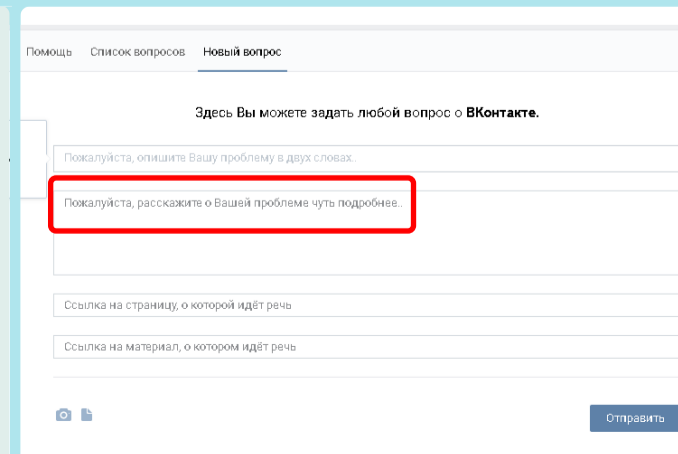 Помощь Список вопросов Новый вопрос
Здесь Вы можете задать любой вопрос о ВКонтакте.
Пожалуйста, опишите Вашу проблему в двух словах..
Пожалуйста, расскажите о Вашей проблеме чуть подробнее..
Ссылка на страницу, о которой идёт речь
Ссылка на материал, о котором идёт речь
Отправить